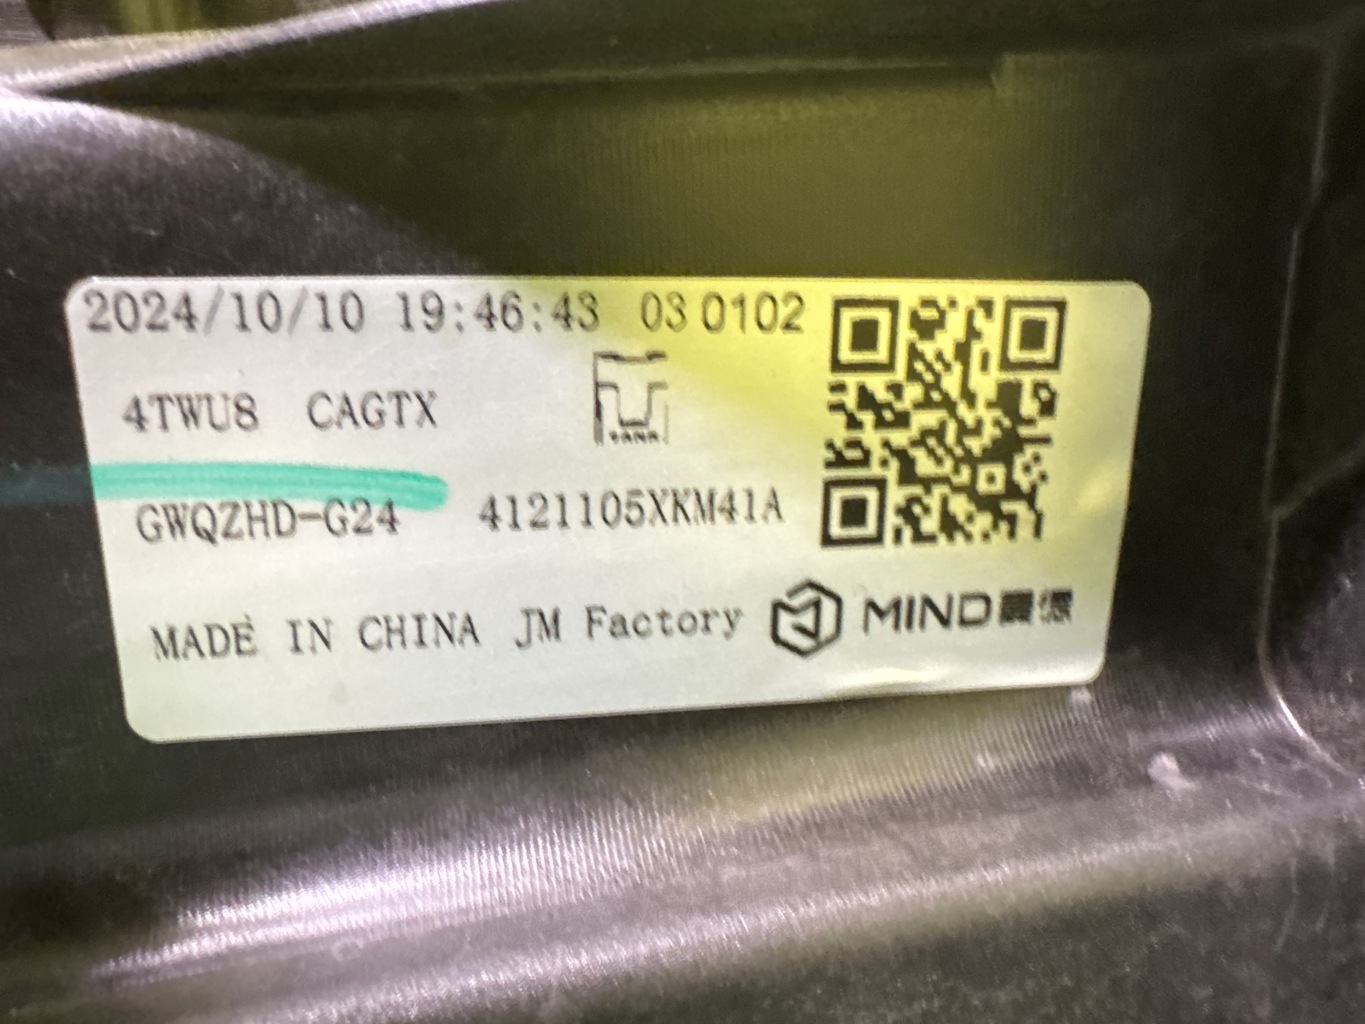 2024/10/10 19:46:43 03 0102
4TWU8 CAGTX
GWQZHD-G24 4121105XKM41A
MADE IN CHINA JM Factory MIND